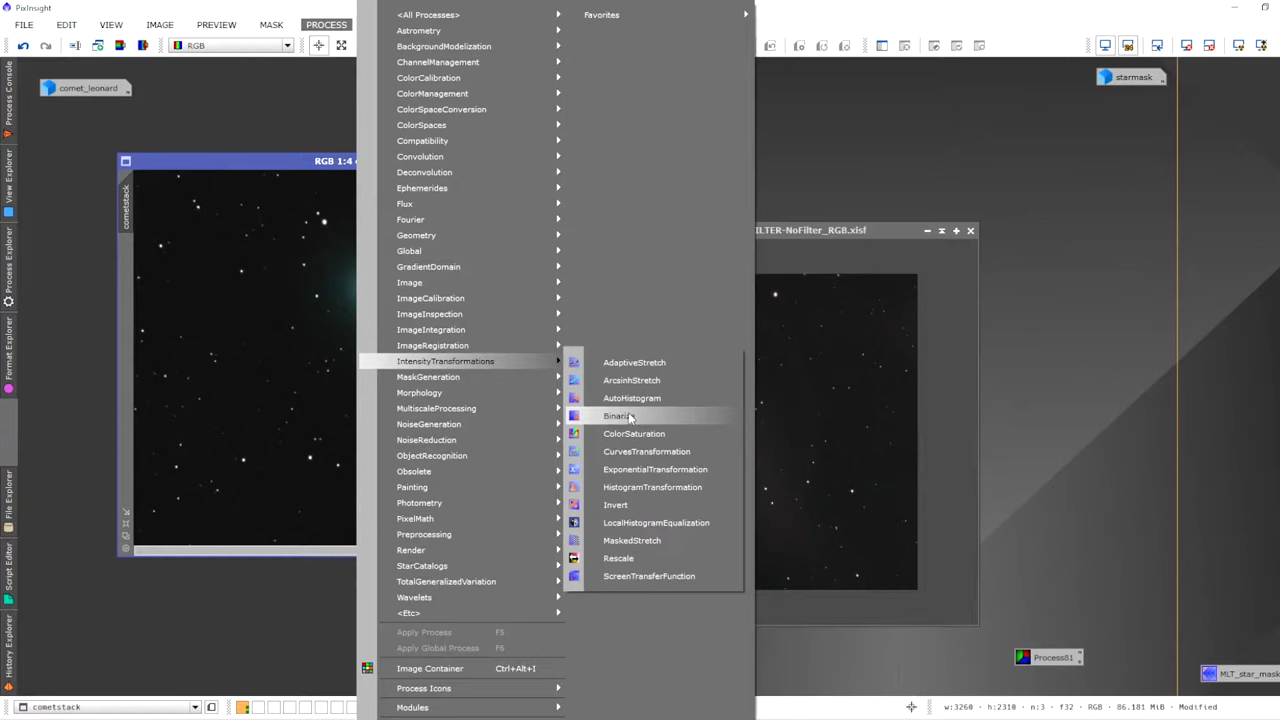 PixInsight
FILE EDIT VIEW IMAGE PREVIEW MASK PROCESS
RGB
Process Console
View Explorer
Process Explorer
Format Explorer
File Explorer
Script Editor
History Explorer
comet_leonard
RGB 1:4
cometstack
<All Processes>
Astrometry
BackgroundModelization
ChannelManagement
ColorCalibration
ColorManagement
ColorSpaceConversion
ColorSpaces
Compatibility
Convolution
Deconvolution
Ephemerides
Flux
Fourier
Geometry
Global
GradientDomain
Image
ImageCalibration
ImageInspection
ImageIntegration
ImageRegistration
IntensityTransformations
MaskGeneration
Morphology
MultiscaleProcessing
NoiseGeneration
NoiseReduction
ObjectRecognition
Obsolete
Painting
Photometry
PixelMath
Preprocessing
Render
StarCatalogs
TotalGeneralizedVariation
Wavelets
<Etc>
Apply Process F5
Apply Global Process F6
Image Container Ctrl+Alt+I
Process Icons
Modules
Favorites
AdaptiveStretch
ArcsinhStretch
AutoHistogram
Binarize
ColorSaturation
CurvesTransformation
ExponentialTransformation
HistogramTransformation
Invert
LocalHistogramEqualization
MaskedStretch
Rescale
ScreenTransferFunction
starmask
ILTER-NoFilter_RGB.xisf
Process81
MLT_star_mask
cometstack
w:3260 h:2310 n:3 f32 RGB 86.181 MiB Modified